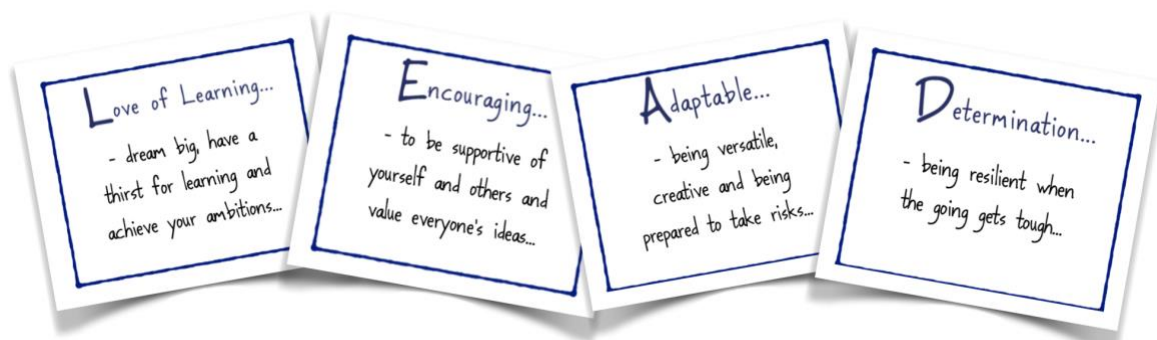 Love of Learning...
- dream big, have a
thirst for learning and
achieve your ambitions...
Encouraging...
- to be supportive of
yourself and others and
value everyone's ideas...
Adaptable...
- being versatile,
creative and being
prepared to take risks...
Determination...
- being resilient when
the going gets tough...